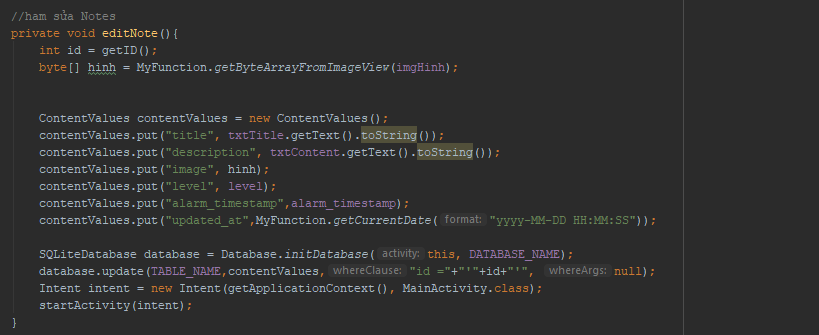 //ham sửa Notes
private void editNote(){
int id = getID();
byte[] hinh = MyFunction.getByteArrayFromImageView(imgHinh);
ContentValues contentValues = new ContentValues();
contentValues.put("title", txtTitle.getText().toString());
contentValues.put("description", txtContent.getText().toString());
contentValues.put("image", hinh);
contentValues.put("level", level);
contentValues.put("alarm_timestamp",alarm_timestamp);
contentValues.put("updated_at",MyFunction.getCurrentDate( format: "yyyy-MM-DD HH:MM:SS"));
SQLiteDatabase database = Database.initDatabase( activity: this, DATABASE_NAME);
database.update(TABLE_NAME,contentValues, whereClause: "id ="+"'"+id+"'", whereArgs: null);
Intent intent = new Intent(getApplicationContext(), MainActivity.class);
startActivity(intent);
}